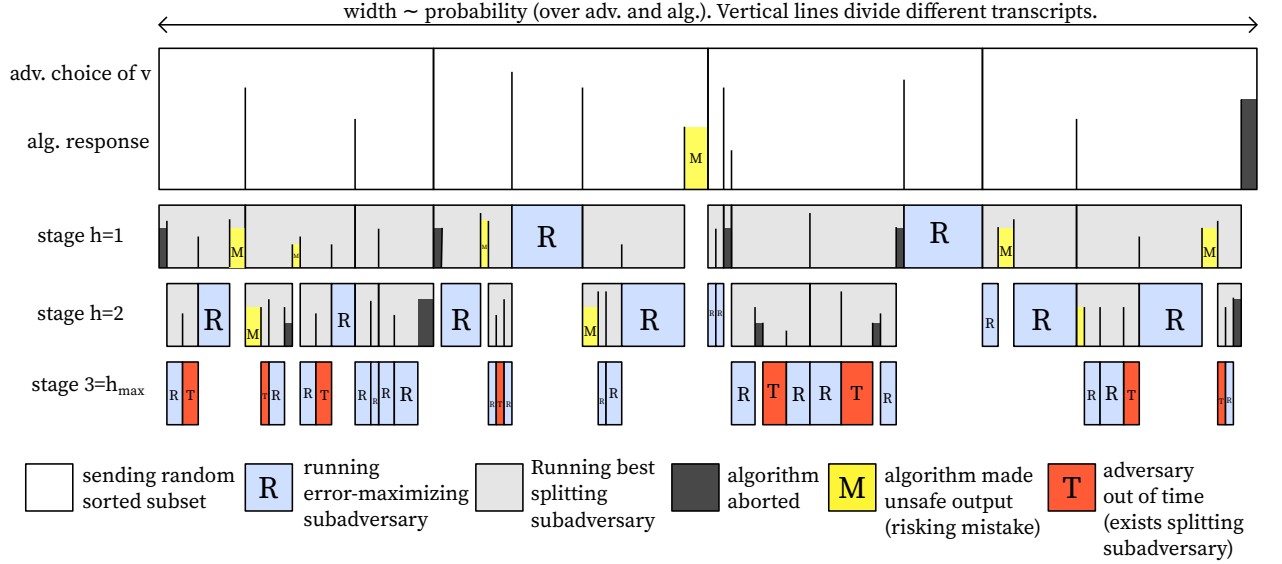 width ~ probability (over adv. and alg.). Vertical lines divide different transcripts.
adv. choice of v
alg. response
M
stage h=1
M M M R R M M
stage h=2
R M R R M R R R R R R
stage 3=hmax
R T T R R T R R R R R T R R R R T R R T R R R T T R
sending random
sorted subset
R
running
error-maximizing
subadversary
Running best
splitting
subadversary
algorithm
aborted
M
algorithm made
unsafe output
(risking mistake)
T
adversary
out of time
(exists splitting
subadversary)